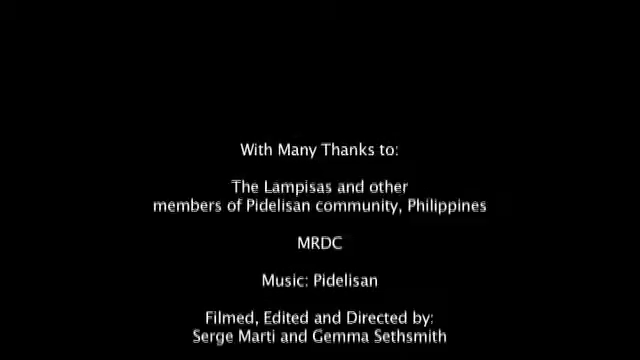 With Many Thanks to:
The Lampisas and other
members of Pidelisan community, Philippines
MRDC
Music: Pidelisan
Filmed, Edited and Directed by:
Serge Marti and Gemma Sethsmith